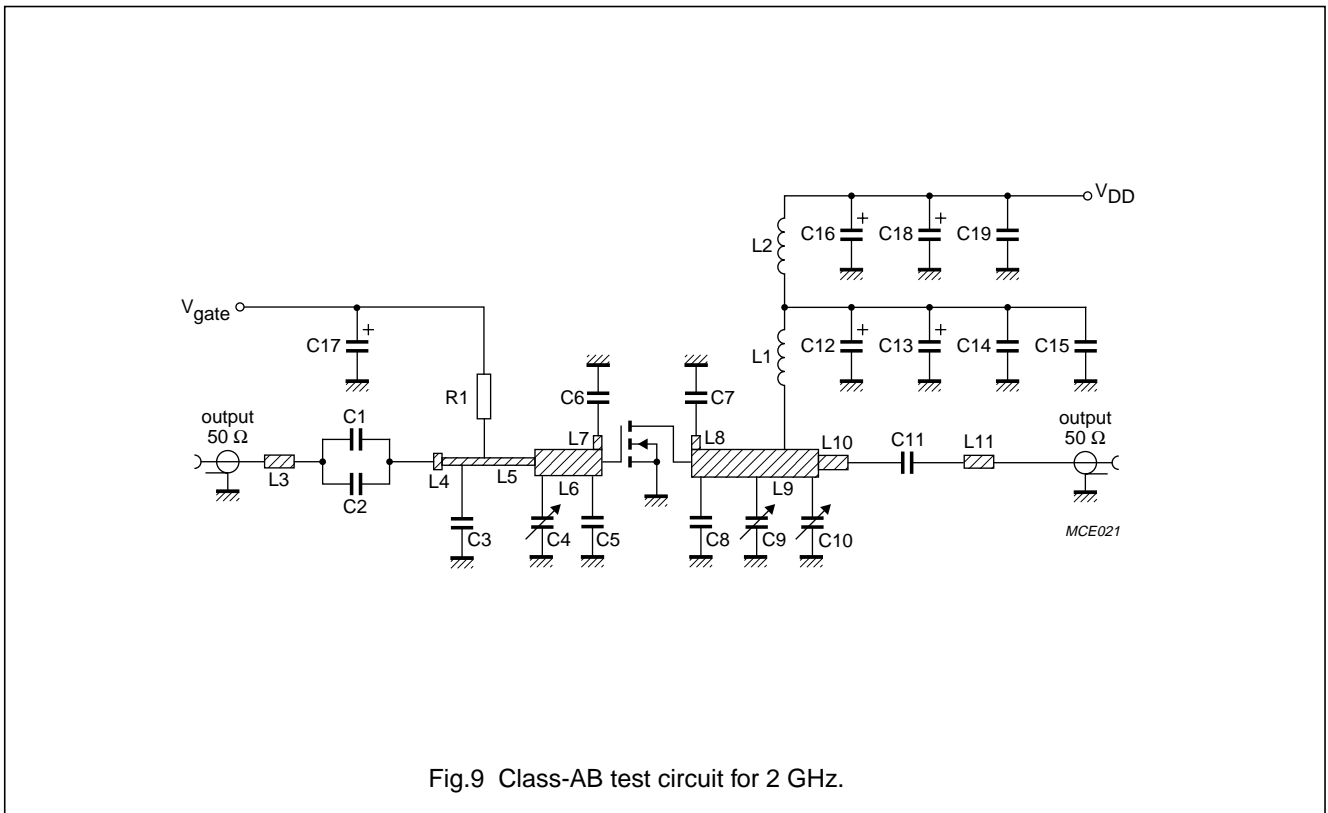 VDD
C16 +
C18 +
C19
L2
Vgate
C17 +
C12 +
C13 +
C14
C15
L1
R1
C6
C7
output
50 Ω
C1
C2
L3
L4
L5
L7
L6
L8
L9
L10
C11
L11
output
50 Ω
C3
C4
C5
C8
C9
C10
MCE021
Fig.9 Class-AB test circuit for 2 GHz.